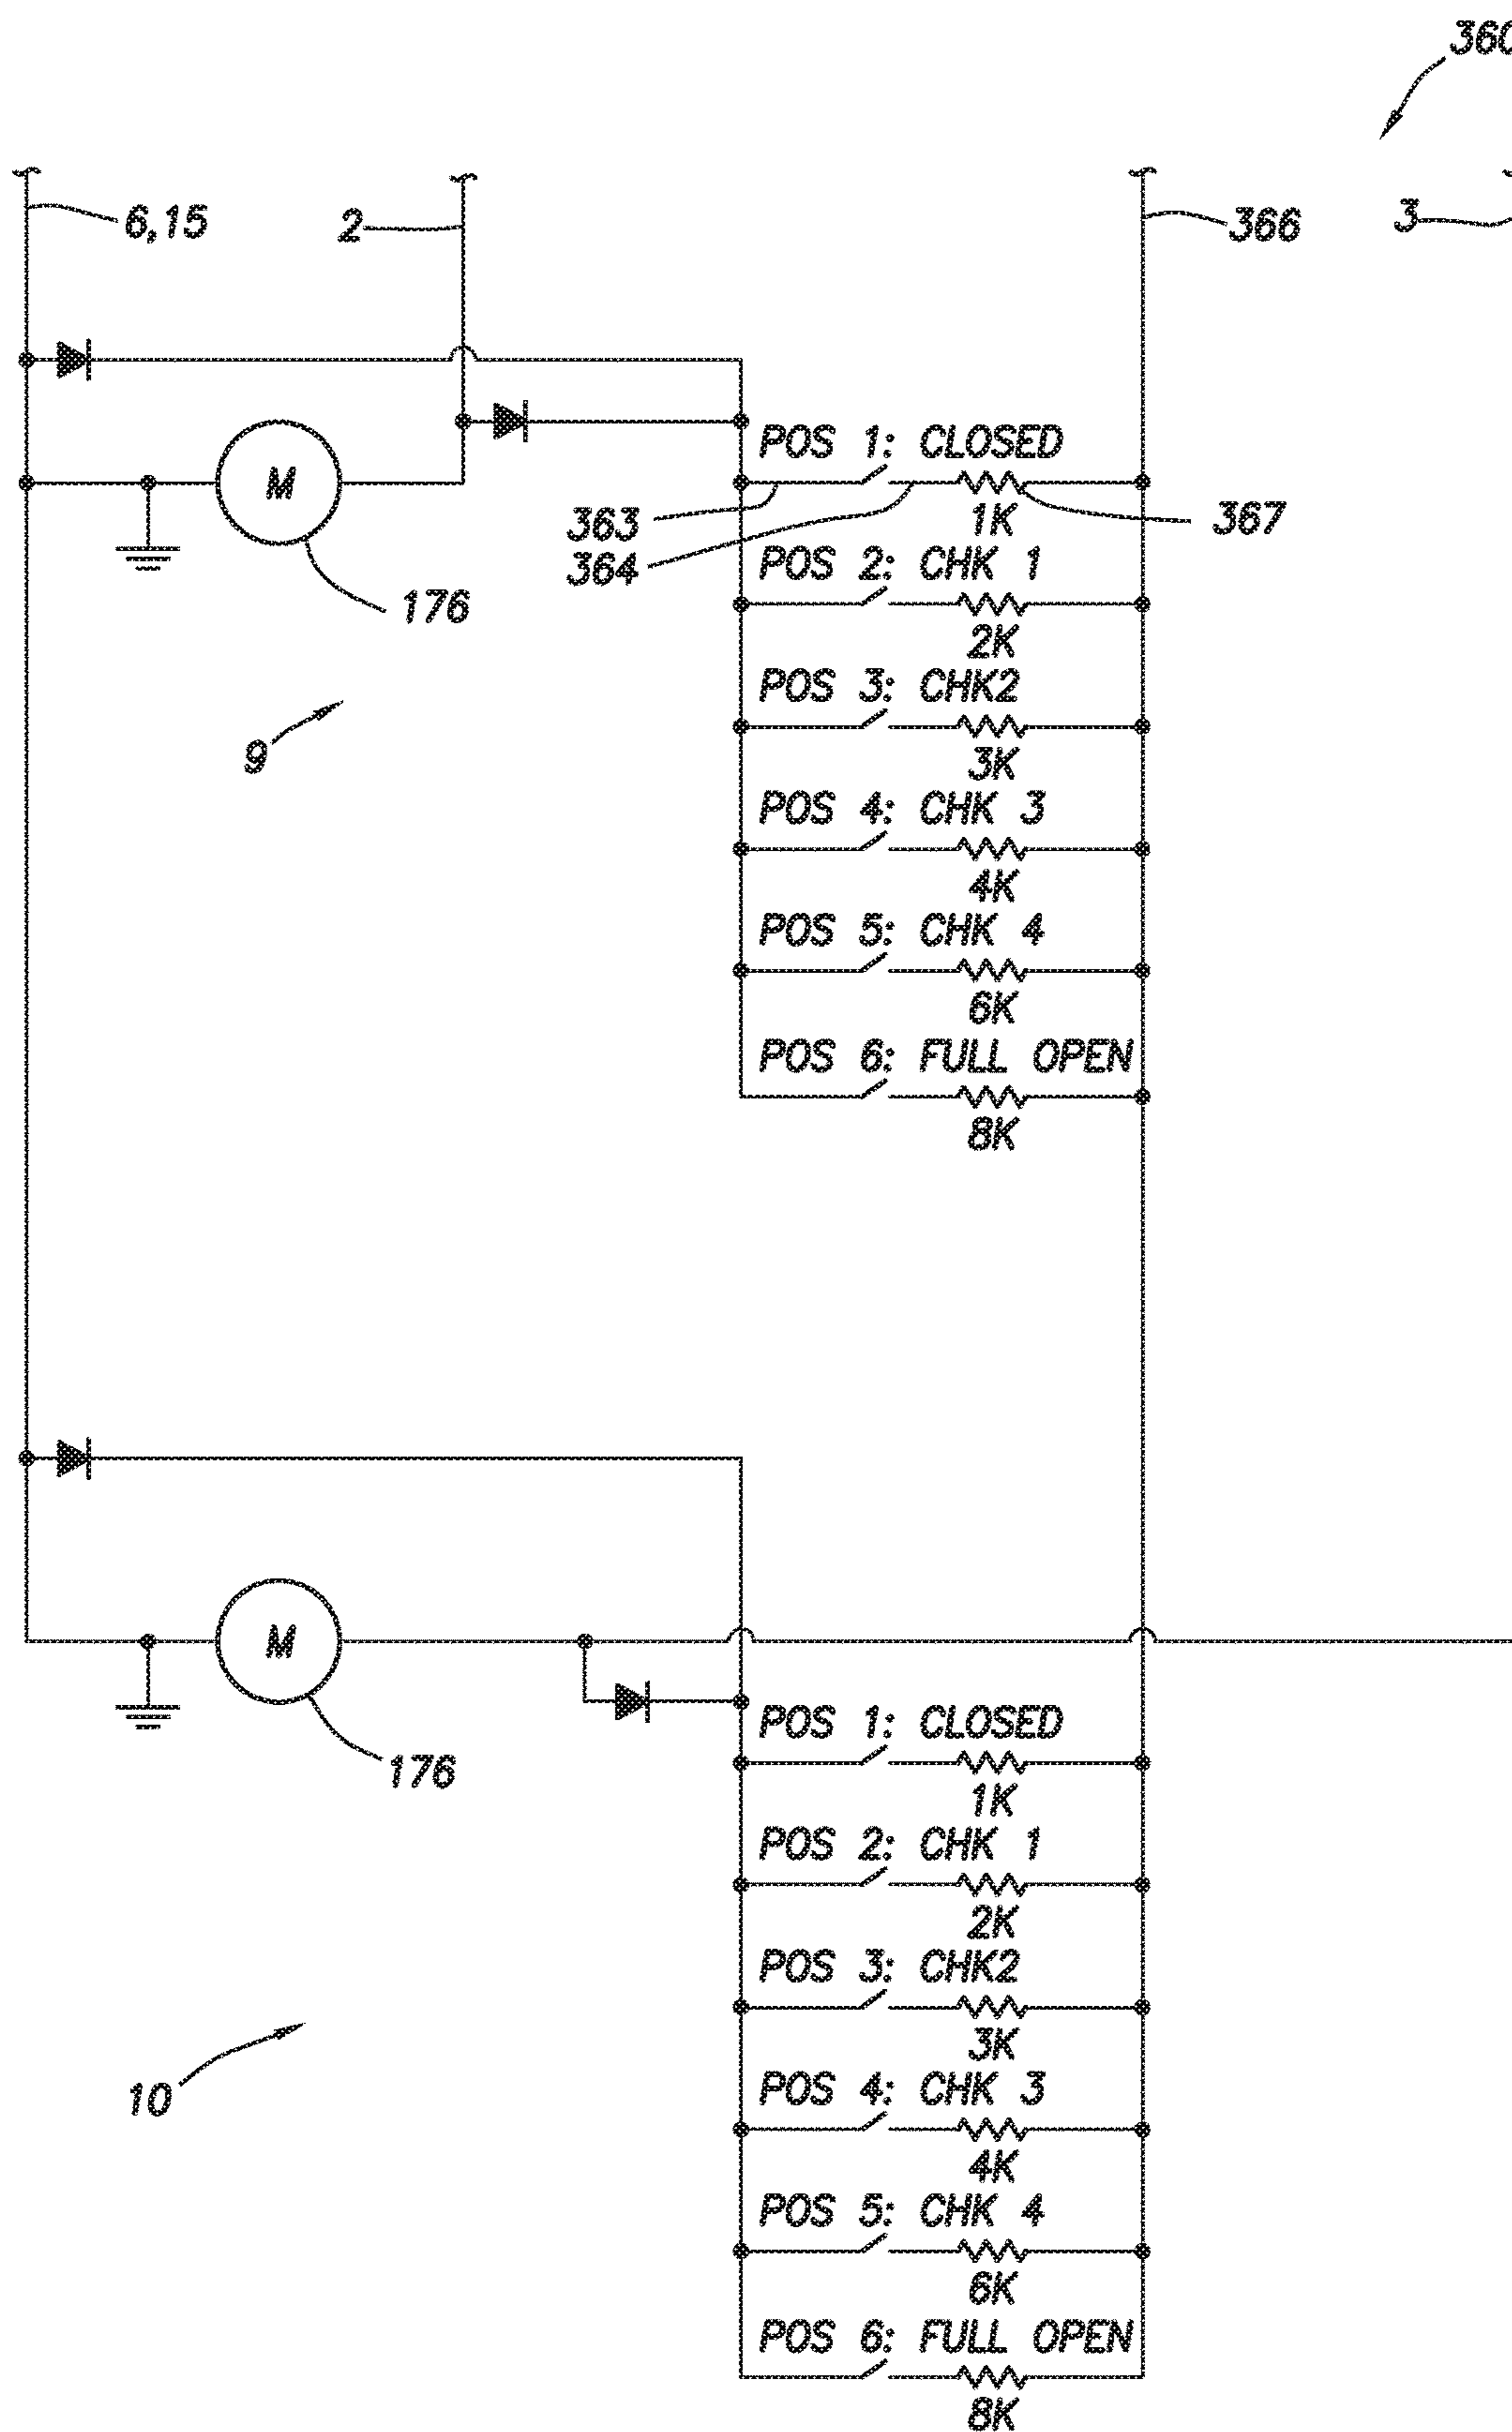 360
6,15
2
366
3
POS 1: CLOSED
363
1K
367
364
POS 2: CHK 1
176
2K
POS 3: CHK2
9
3K
POS 4: CHK 3
4K
POS 5: CHK 4
6K
POS 6: FULL OPEN
8K
M
M
POS 1: CLOSED
176
1K
POS 2: CHK 1
2K
POS 3: CHK2
3K
10
POS 4: CHK 3
4K
POS 5: CHK 4
6K
POS 6: FULL OPEN
8K